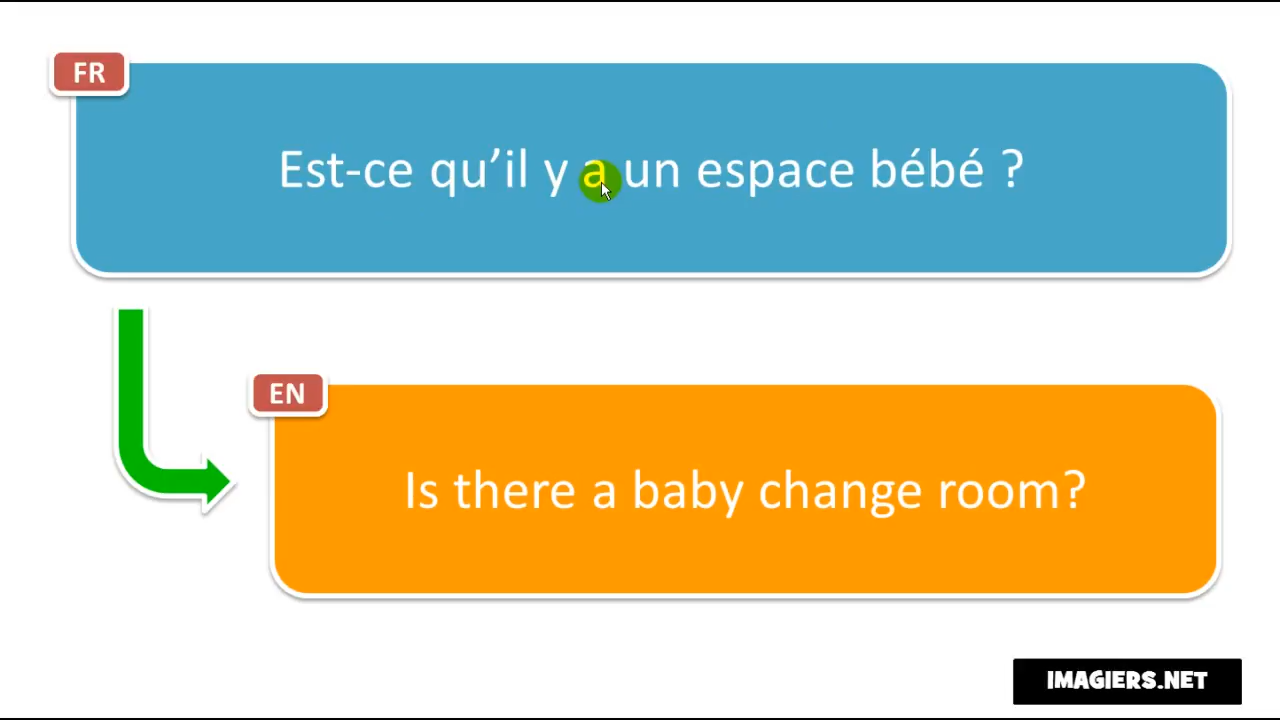 FR
Est-ce qu’il y a un espace bébé ?
EN
Is there a baby change room?
IMAGIERS.NET